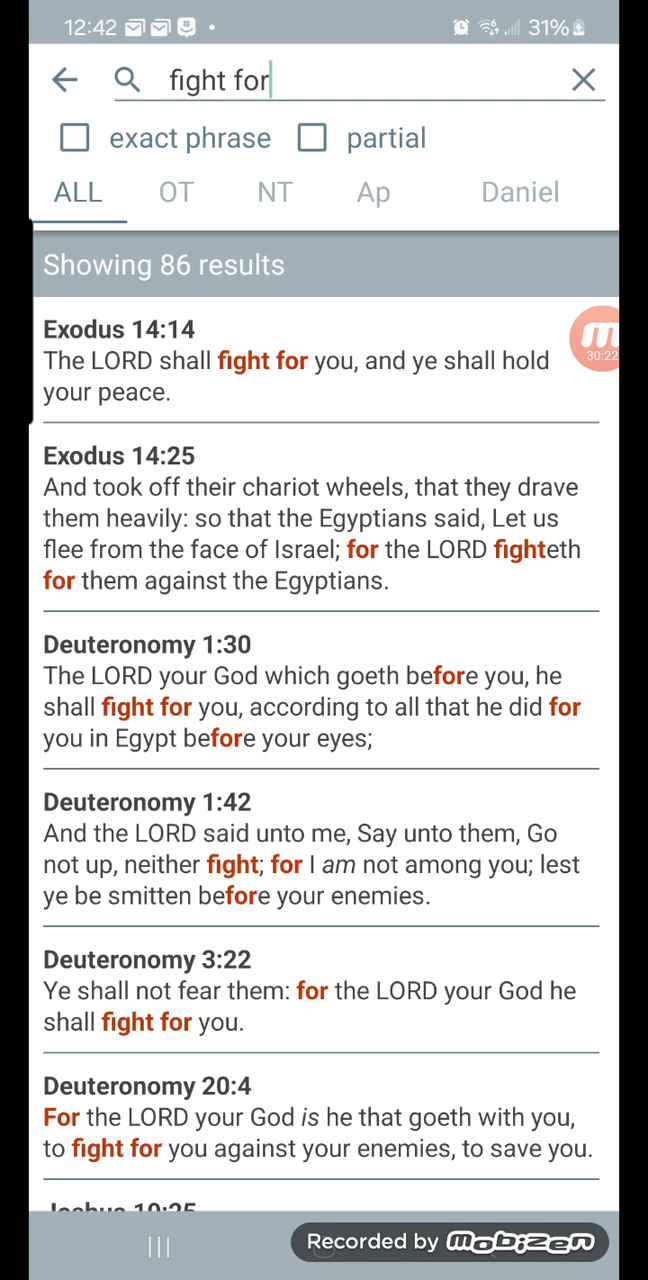 12:42 31%
fight for
exact phrase partial
ALL OT NT Ap Daniel
Showing 86 results
Exodus 14:14
The LORD shall fight for you, and ye shall hold
your peace.
30:22
Exodus 14:25
And took off their chariot wheels, that they drave
them heavily: so that the Egyptians said, Let us
flee from the face of Israel; for the LORD fighteth
for them against the Egyptians.
Deuteronomy 1:30
The LORD your God which goeth before you, he
shall fight for you, according to all that he did for
you in Egypt before your eyes;
Deuteronomy 1:42
And the LORD said unto me, Say unto them, Go
not up, neither fight; for I am not among you; lest
ye be smitten before your enemies.
Deuteronomy 3:22
Ye shall not fear them: for the LORD your God he
shall fight for you.
Deuteronomy 20:4
For the LORD your God is he that goeth with you,
to fight for you against your enemies, to save you.
Joshua 10:25
Recorded by mobizen